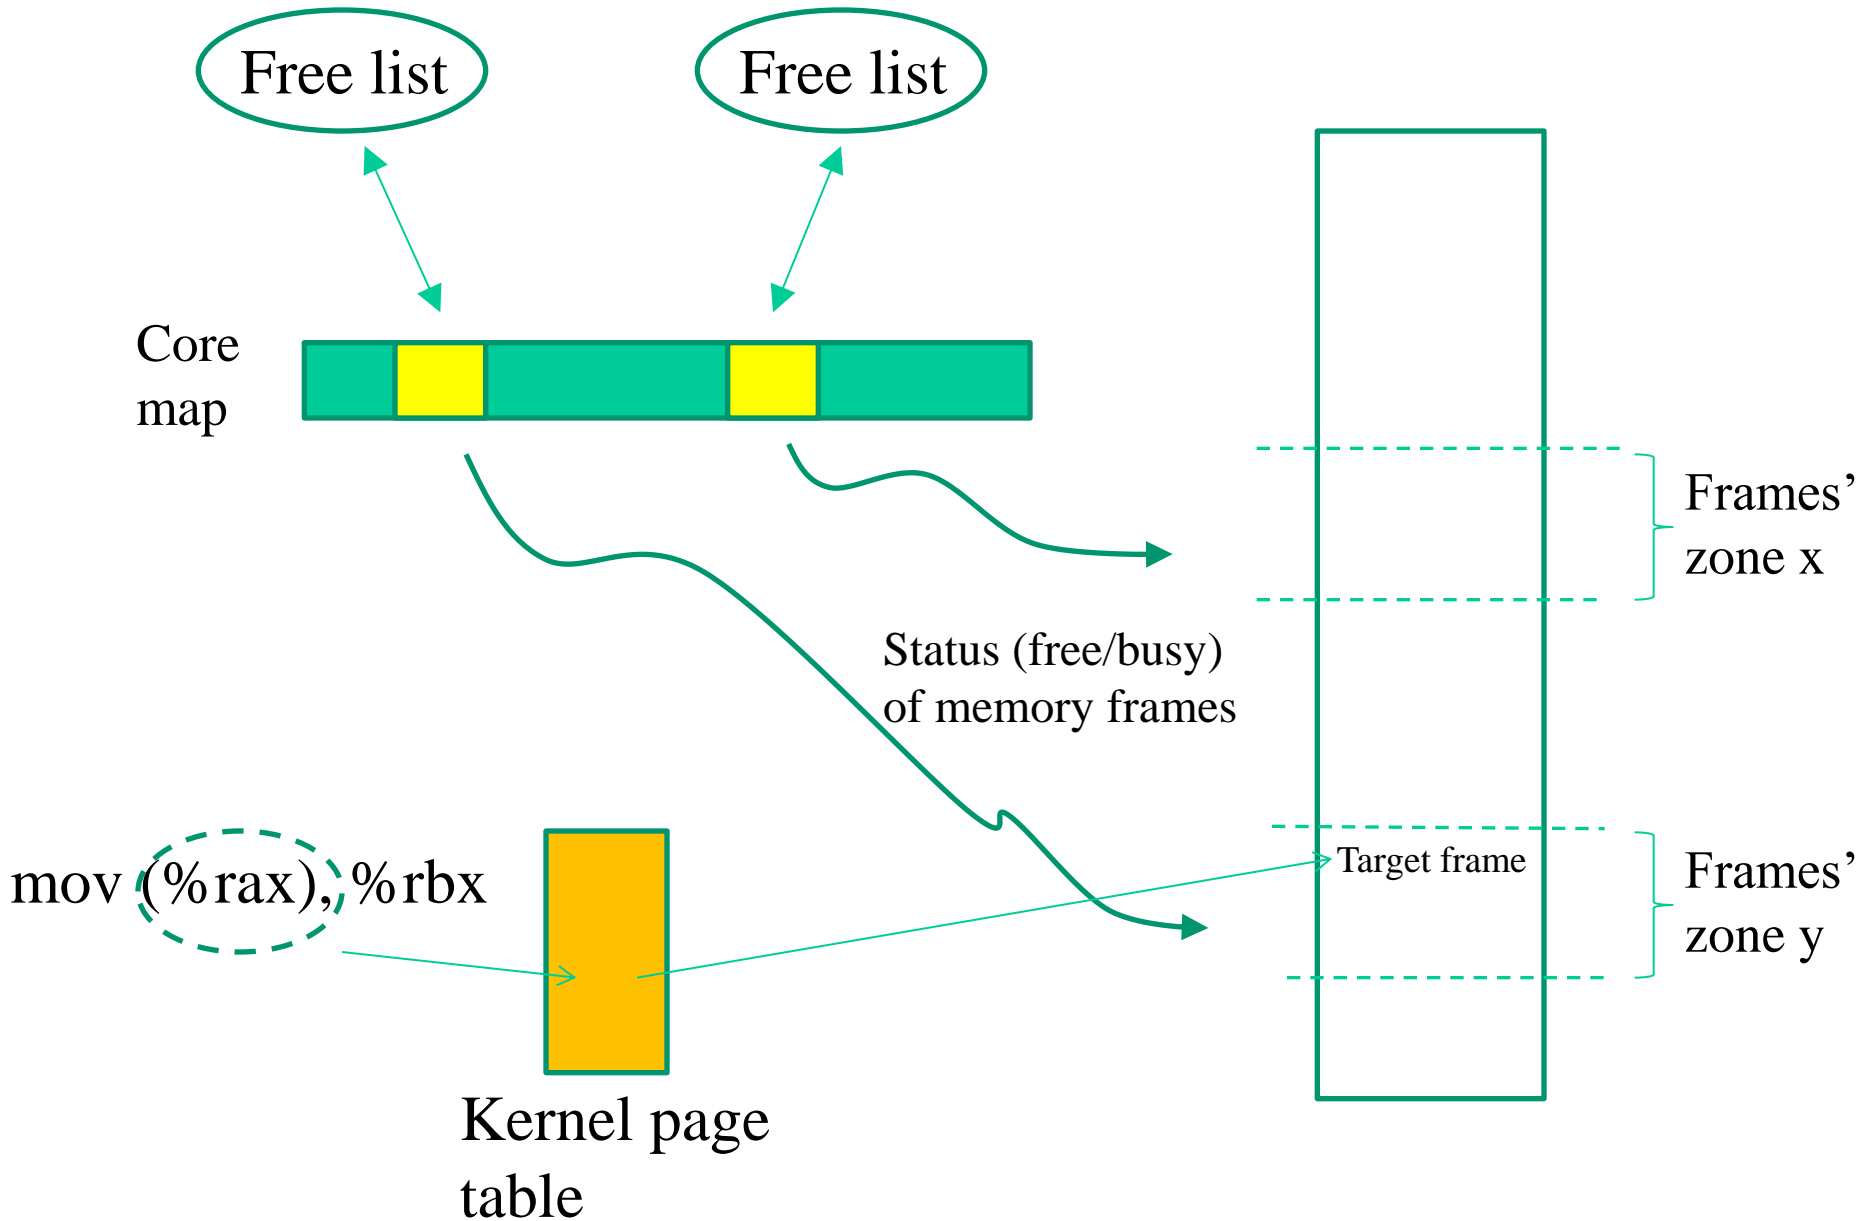 Free list
Free list
Core
map
Frames’
zone x
Status (free/busy)
of memory frames
mov (%rax), %rbx
Target frame
Frames’
zone y
Kernel page
table